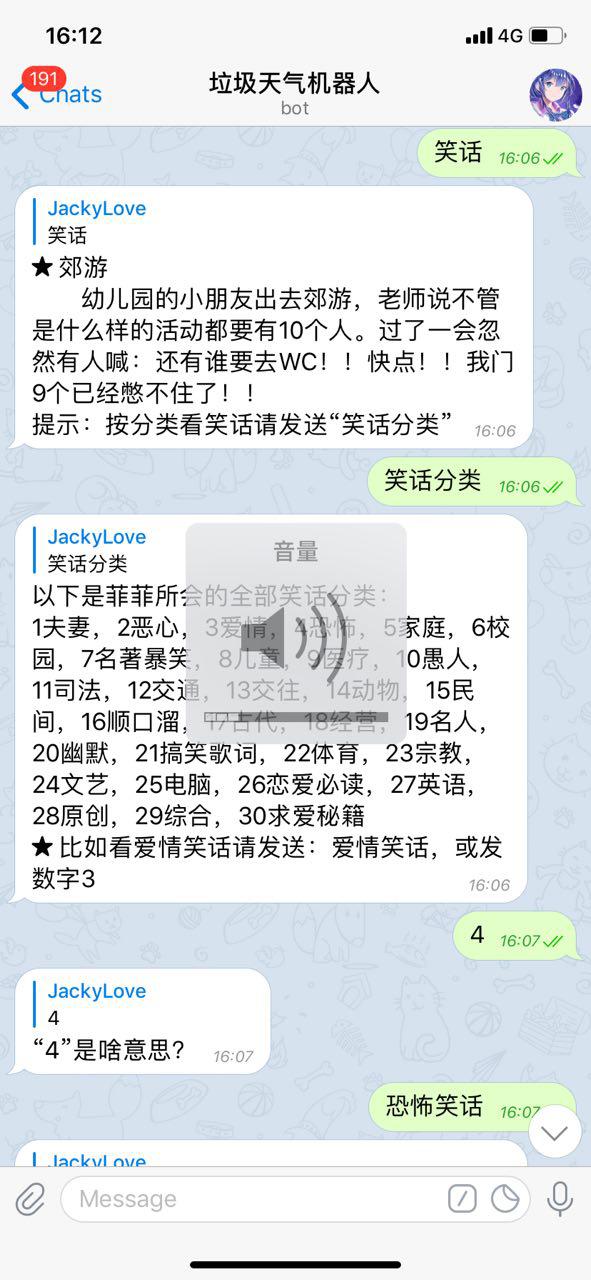 16:12
4G
191
Chats
垃圾天气机器人
bot
笑话 16:06
JackyLove
笑话
★ 郊游
幼儿园的小朋友出去郊游，老师说不管
是什么样的活动都要有10个人。过了一会忽
然有人喊：还有谁要去WC！！快点！！我门
9个已经憋不住了！！
提示：按分类看笑话请发送“笑话分类” 16:06
笑话分类 16:06
JackyLove
笑话分类
音量
以下是菲菲所会的全部笑话分类：
1夫妻，2恶心，3爱情，4恐怖，5家庭，6校
园，7名著暴笑，8儿童，9医疗，10愚人，
11司法，12交通，13交往，14动物，15民
间，16顺口溜，17古代，18经营，19名人，
20幽默，21搞笑歌词，22体育，23宗教，
24文艺，25电脑，26恋爱必读，27英语，
28原创，29综合，30求爱秘籍
★ 比如看爱情笑话请发送：爱情笑话，或发
数字3 16:06
4 16:07
JackyLove
4
“4”是啥意思？ 16:07
恐怖笑话 16:07
JackyLove
Message